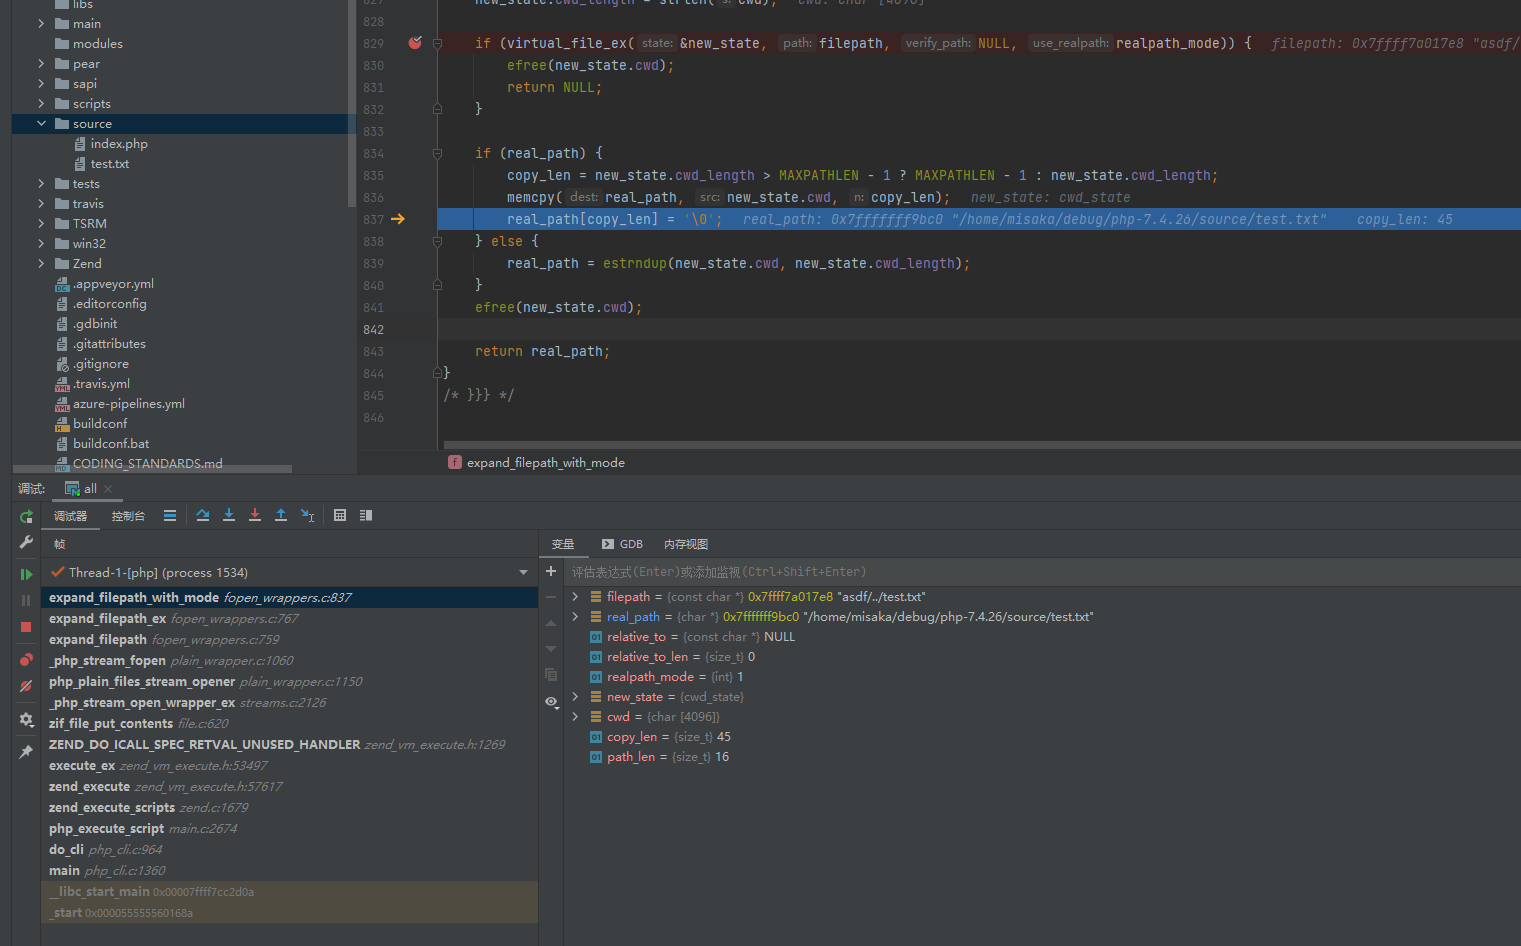 libs
main
modules
pear
sapi
scripts
source
index.php
test.txt
tests
travis
TSRM
win32
Zend
.appveyor.yml
.editorconfig
.gdbinit
.gitattributes
.gitignore
.travis.yml
azure-pipelines.yml
buildconf
buildconf.bat
CODING_STANDARDS.md
827 new_state.cwd_length = strlen( s: cwd); cwd: char [4096]
828
829 if (virtual_file_ex( state: &new_state, path: filepath, verify_path: NULL, use_realpath: realpath_mode)) { filepath: 0x7ffff7a017e8 "asdf/
830 efree(new_state.cwd);
831 return NULL;
832 }
833
834 if (real_path) {
835 copy_len = new_state.cwd_length > MAXPATHLEN - 1 ? MAXPATHLEN - 1 : new_state.cwd_length;
836 memcpy( dest: real_path, src: new_state.cwd, n: copy_len); new_state: cwd_state
837 real_path[copy_len] = '\0'; real_path: 0x7fffffff9bc0 "/home/misaka/debug/php-7.4.26/source/test.txt" copy_len: 45
838 } else {
839 real_path = estrndup(new_state.cwd, new_state.cwd_length);
840 }
841 efree(new_state.cwd);
842
843 return real_path;
844 }
845 /* }}} */
846
f expand_filepath_with_mode
调试: all
调试器 控制台
帧
Thread-1-[php] (process 1534)
expand_filepath_with_mode fopen_wrappers.c:837
expand_filepath_ex fopen_wrappers.c:767
expand_filepath fopen_wrappers.c:759
_php_stream_fopen plain_wrapper.c:1060
php_plain_files_stream_opener plain_wrapper.c:1150
_php_stream_open_wrapper_ex streams.c:2126
zif_file_put_contents file.c:620
ZEND_DO_ICALL_SPEC_RETVAL_UNUSED_HANDLER zend_vm_execute.h:1269
execute_ex zend_vm_execute.h:53497
zend_execute zend_vm_execute.h:57617
zend_execute_scripts zend.c:1679
php_execute_script main.c:2674
do_cli php_cli.c:964
main php_cli.c:1360
__libc_start_main 0x00007ffff7cc2d0a
_start 0x000055555560168a
变量 GDB 内存视图
评估表达式(Enter)或添加监视(Ctrl+Shift+Enter)
filepath = {const char *} 0x7ffff7a017e8 "asdf/../test.txt"
real_path = {char *} 0x7fffffff9bc0 "/home/misaka/debug/php-7.4.26/source/test.txt"
relative_to = {const char *} NULL
relative_to_len = {size_t} 0
realpath_mode = {int} 1
new_state = {cwd_state}
cwd = {char [4096]}
copy_len = {size_t} 45
path_len = {size_t} 16